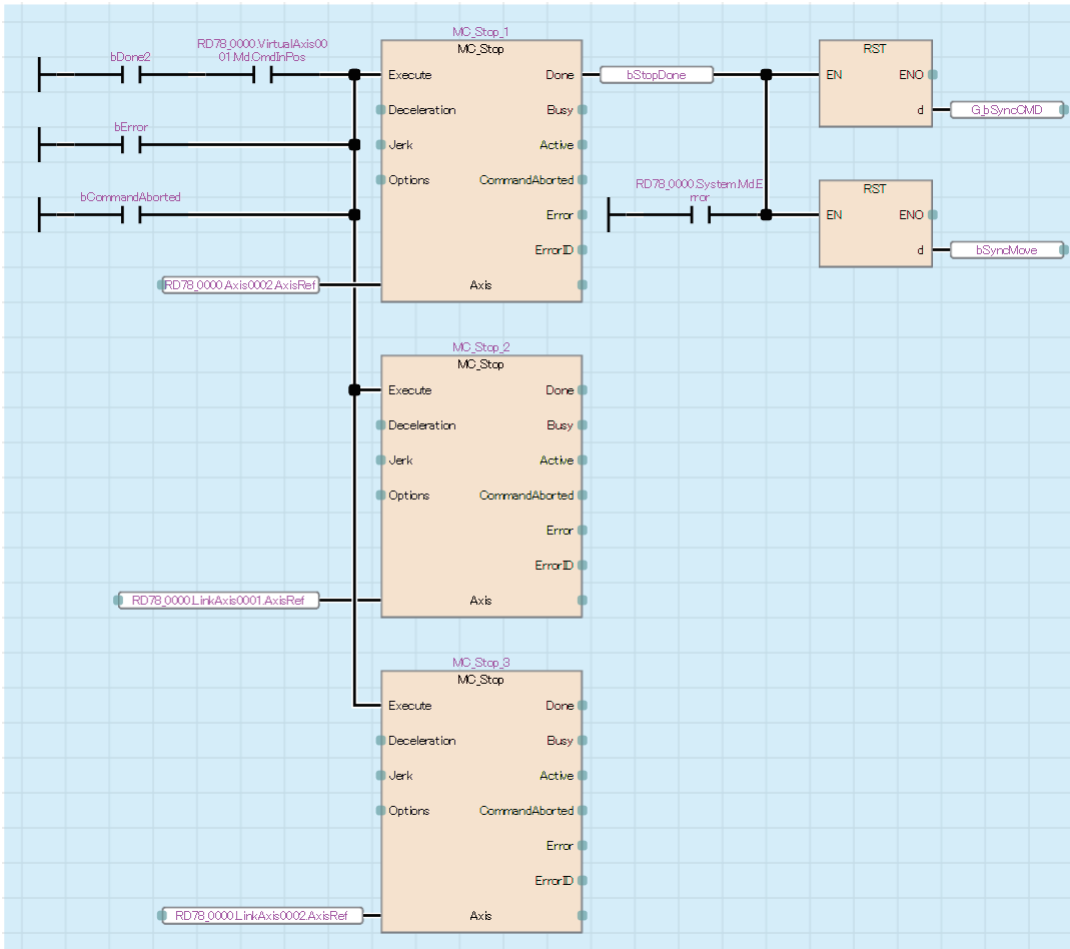 MC_Stop_1
MC_Stop
RST
bDone2
RD78_0000.VirtualAxis00
01.Md.CmdInPos
Execute
Done
bStopDone
EN
ENO
Deceleration
Busy
d
G_bSyncCMD
bError
Jerk
Active
Options
CommandAborted
RD78_0000.System.Md.E
rror
RST
bCommandAborted
Error
EN
ENO
ErrorID
d
bSyncMove
RD78_0000.Axis0002.AxisRef
Axis
MC_Stop_2
MC_Stop
Execute
Done
Deceleration
Busy
Jerk
Active
Options
CommandAborted
Error
ErrorID
RD78_0000.LinkAxis0001.AxisRef
Axis
MC_Stop_3
MC_Stop
Execute
Done
Deceleration
Busy
Jerk
Active
Options
CommandAborted
Error
ErrorID
RD78_0000.LinkAxis0002.AxisRef
Axis